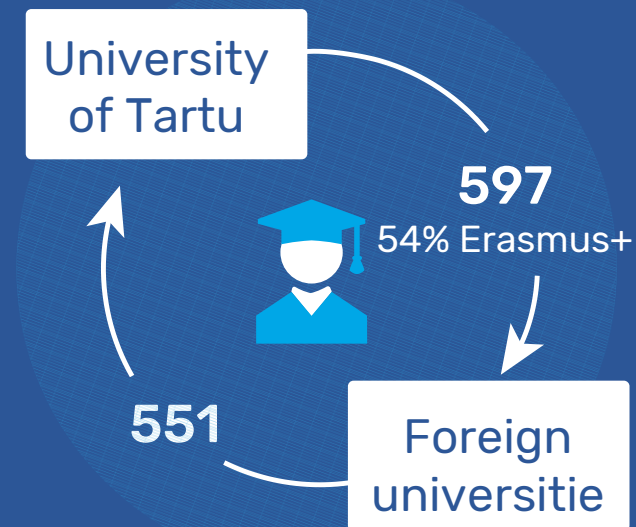 University
of Tartu
597
54% Erasmus+
551
Foreign
universitie